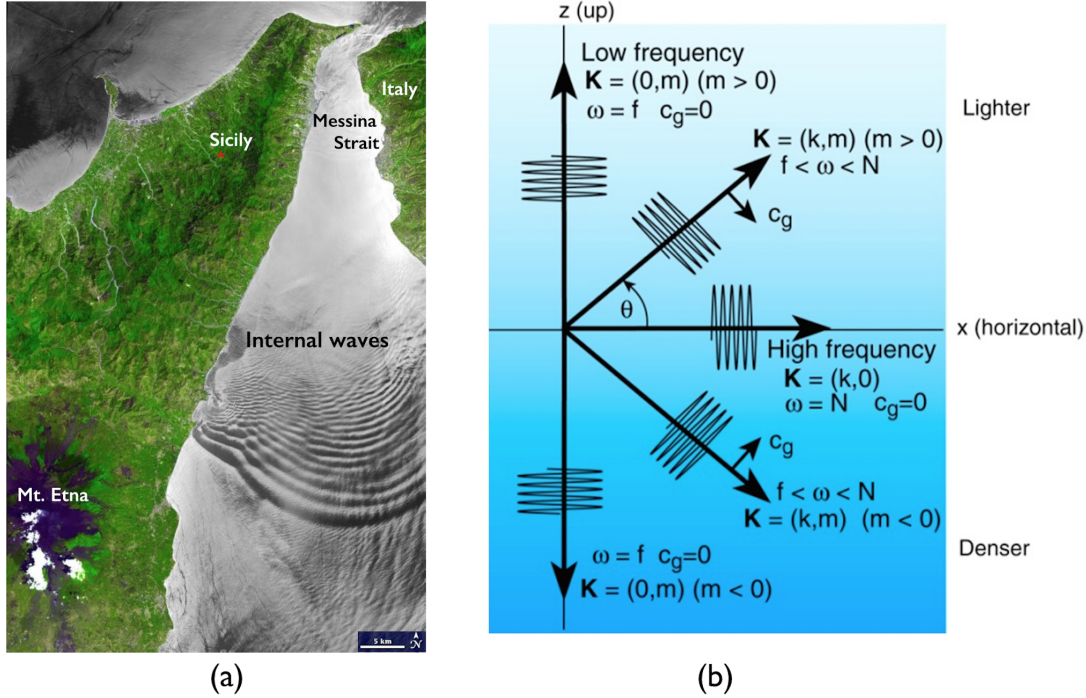 Italy
Messina
Strait
Sicily
Internal waves
Mt. Etna
5 km
N
(a)
z (up)
Low frequency
K = (0,m) (m > 0)
ω = f c_g=0
Lighter
K = (k,m) (m > 0)
f < ω < N
c_g
θ
x (horizontal)
High frequency
K = (k,0)
ω = N c_g=0
c_g
f < ω < N
K = (k,m) (m < 0)
ω = f c_g=0
K = (0,m) (m < 0)
Denser
(b)